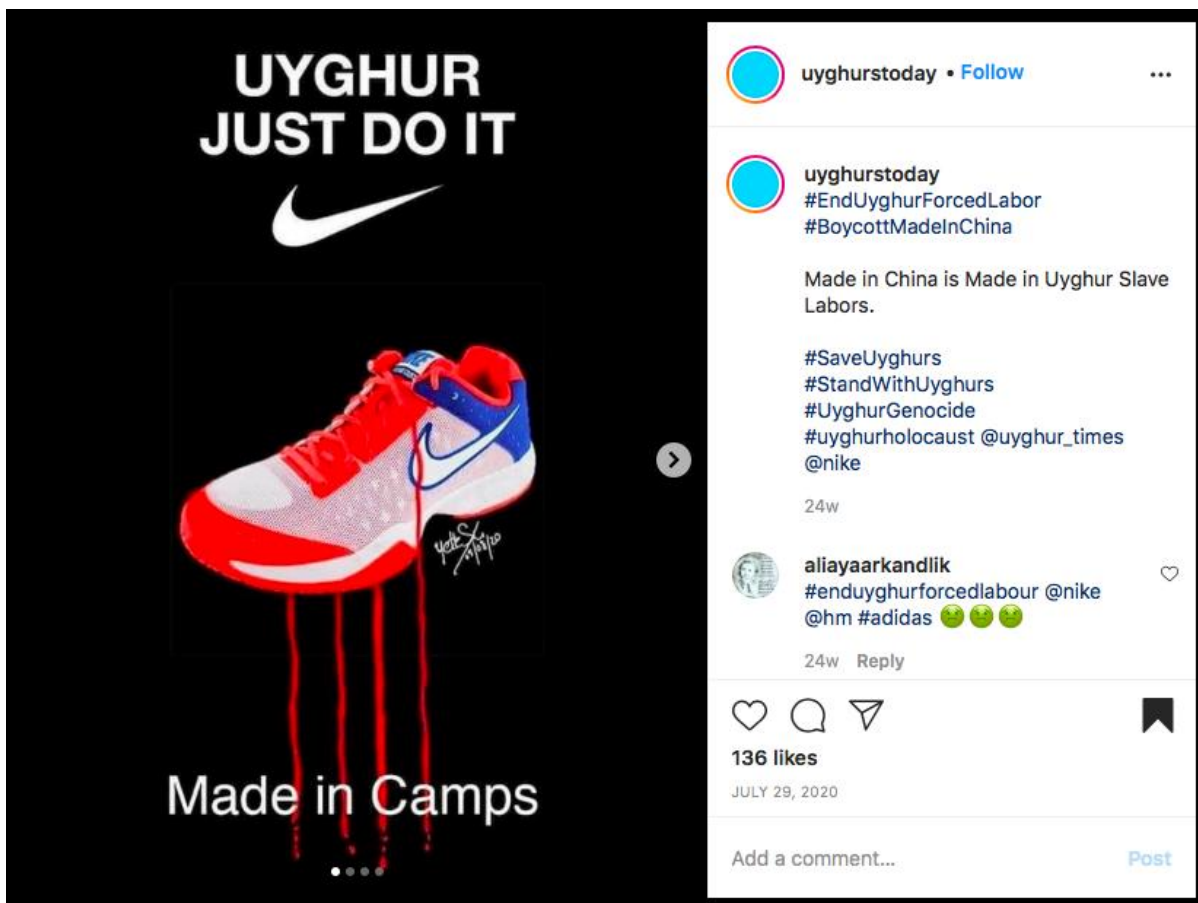 UYGHUR
JUST DO IT
Made in Camps
uyghurstoday • Follow
uyghurstoday
#EndUyghurForcedLabor
#BoycottMadeInChina
Made in China is Made in Uyghur Slave
Labors.
#SaveUyghurs
#StandWithUyghurs
#UyghurGenocide
#uyghurholocaust @uyghur_times
@nike
24w
aliayaarkandlik
#enduyghurforcedlabour @nike
@hm #adidas 🤢🤢🤢
24w Reply
136 likes
JULY 29, 2020
Add a comment... Post